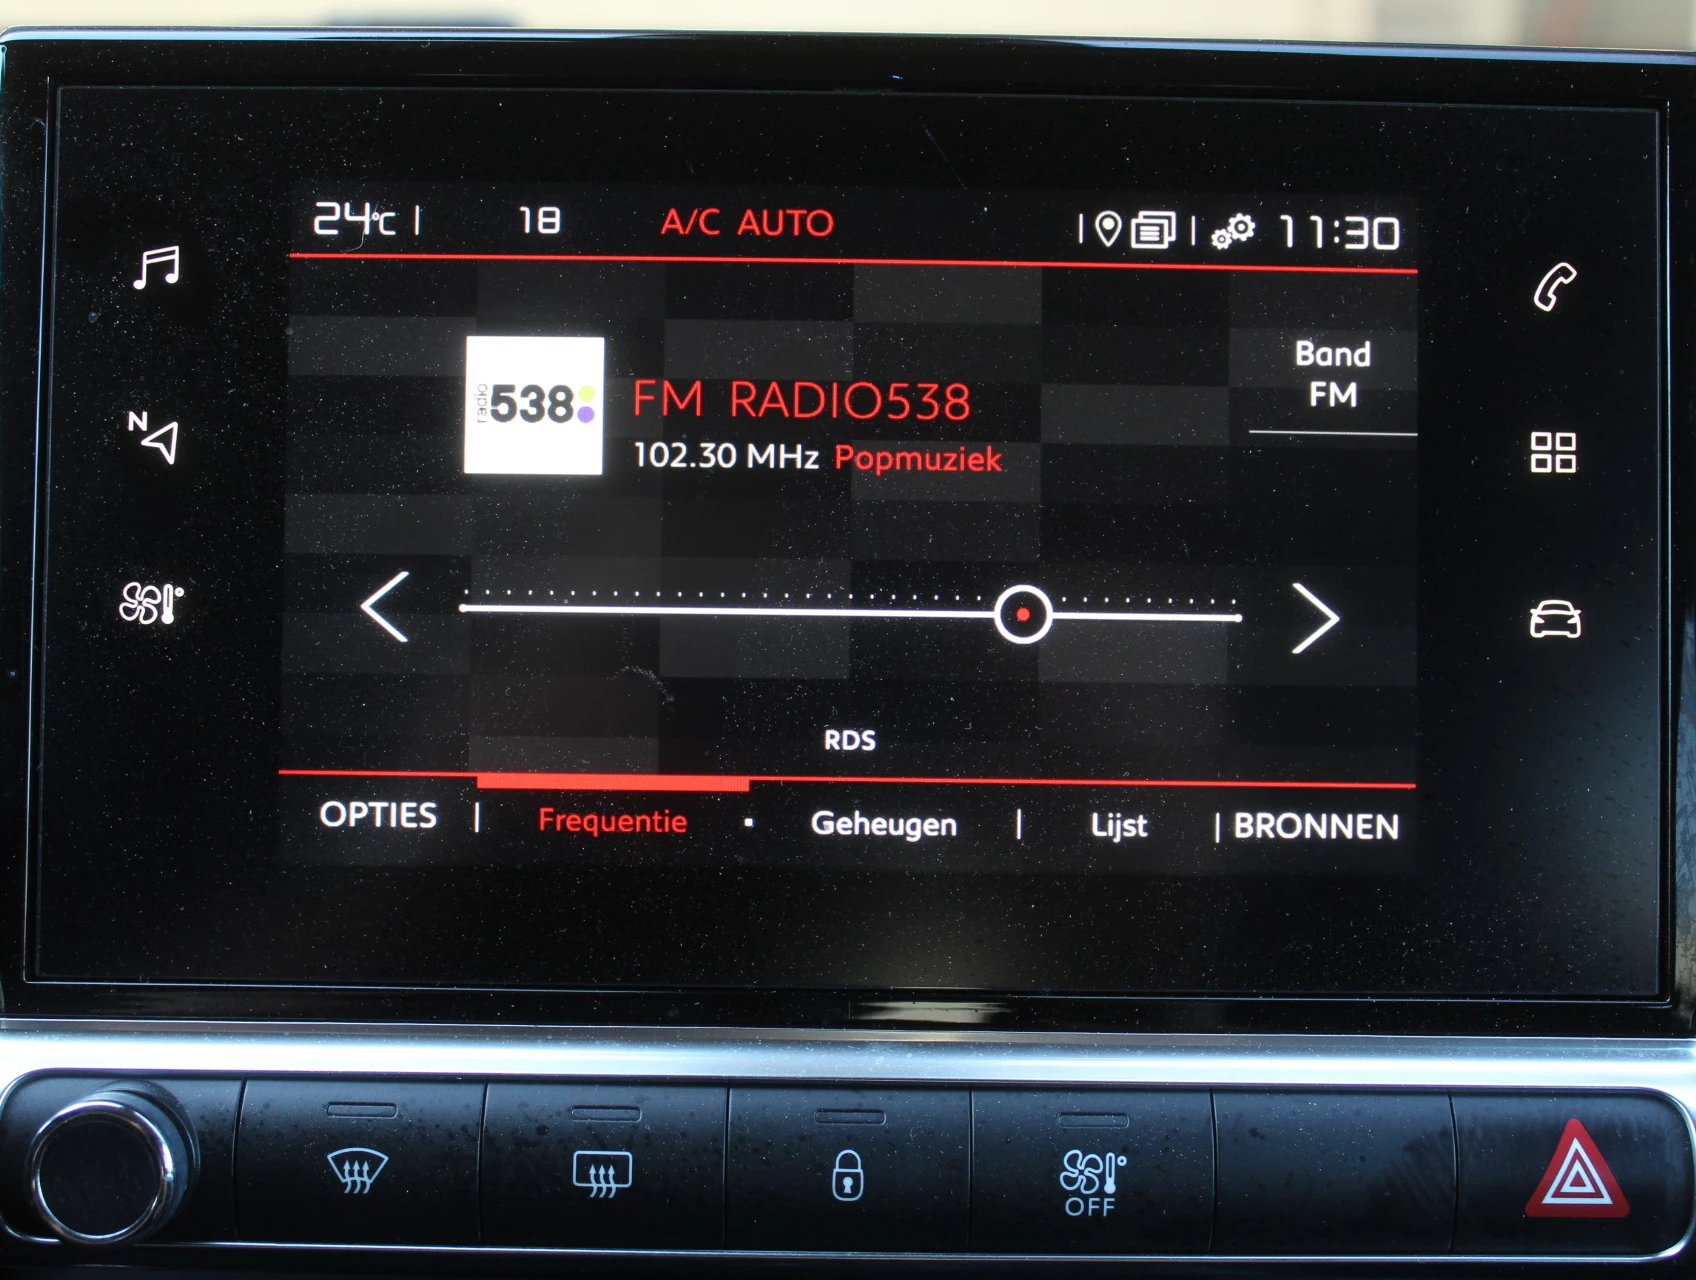 24°C 18 A/C AUTO 11:30
N
radio 538
FM RADIO538
102.30 MHz Popmuziek
Band
FM
RDS
OPTIES Frequentie Geheugen Lijst BRONNEN
OFF